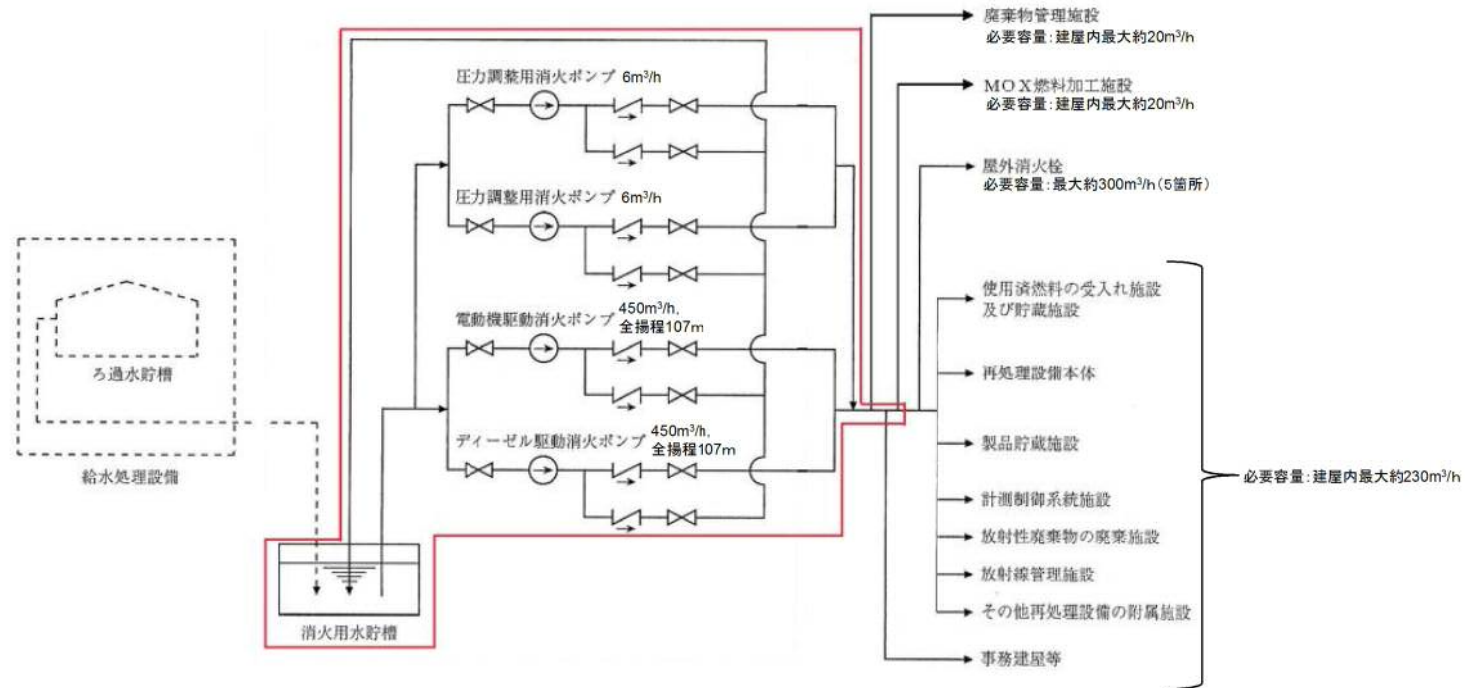 廃棄物管理施設
必要容量：建屋内最大約20m³/h
圧力調整用消火ポンプ 6m³/h
MOX燃料加工施設
必要容量：建屋内最大約20m³/h
屋外消火栓
必要容量：最大約300m³/h（5箇所）
圧力調整用消火ポンプ 6m³/h
使用済燃料の受入れ施設
及び貯蔵施設
電動機駆動消火ポンプ 450m³/h，
全揚程107m
ろ過水貯槽
再処理設備本体
ディーゼル駆動消火ポンプ 450m³/h，
全揚程107m
製品貯蔵施設
給水処理設備
必要容量：建屋内最大約230m³/h
計測制御系統施設
放射性廃棄物の廃棄施設
放射線管理施設
その他再処理設備の附属施設
消火用水貯槽
事務建屋等